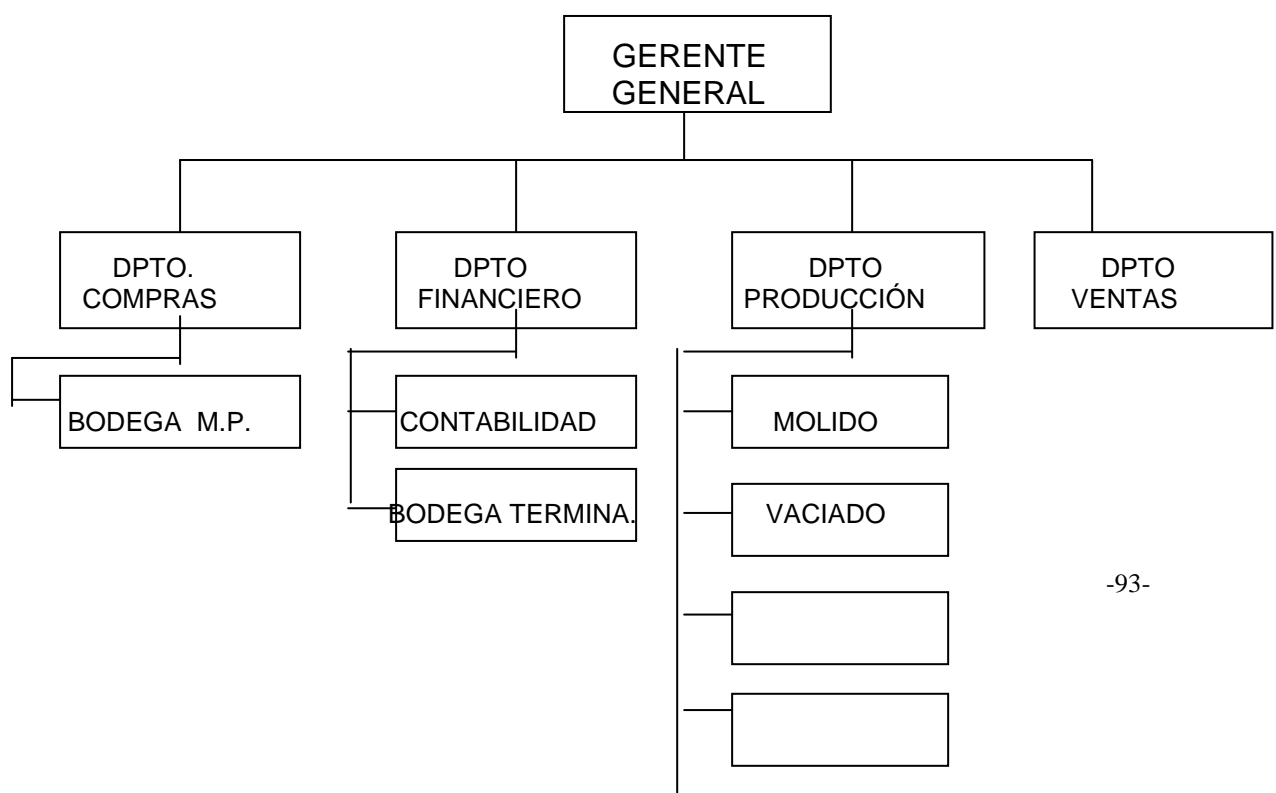 GERENTE
GENERAL
DPTO.
COMPRAS
DPTO
FINANCIERO
DPTO
PRODUCCIÓN
DPTO
VENTAS
BODEGA M.P.
CONTABILIDAD
MOLIDO
BODEGA TERMINA.
VACIADO
-93-